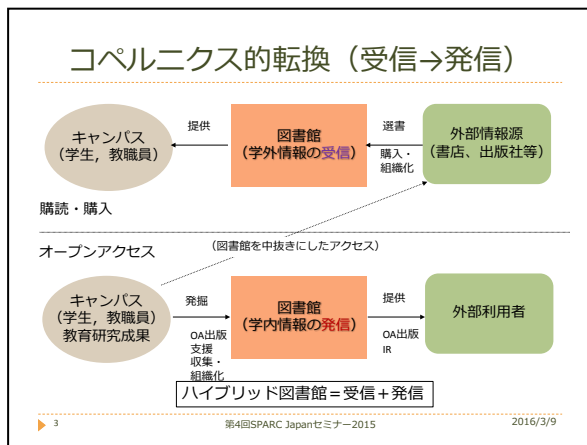 コペルニクス的転換（受信→発信）
キャンパス
（学生，教職員）
提供
図書館
（学外情報の受信）
選書
購入・
組織化
外部情報源
（書店、出版社等）
購読・購入
（図書館を中抜きにしたアクセス）
オープンアクセス
キャンパス
（学生，教職員）
教育研究成果
発掘
OA出版
支援
収集・
組織化
図書館
（学内情報の発信）
提供
OA出版
IR
外部利用者
ハイブリッド図書館＝受信＋発信
3
第4回SPARC Japanセミナー2015
2016/3/9